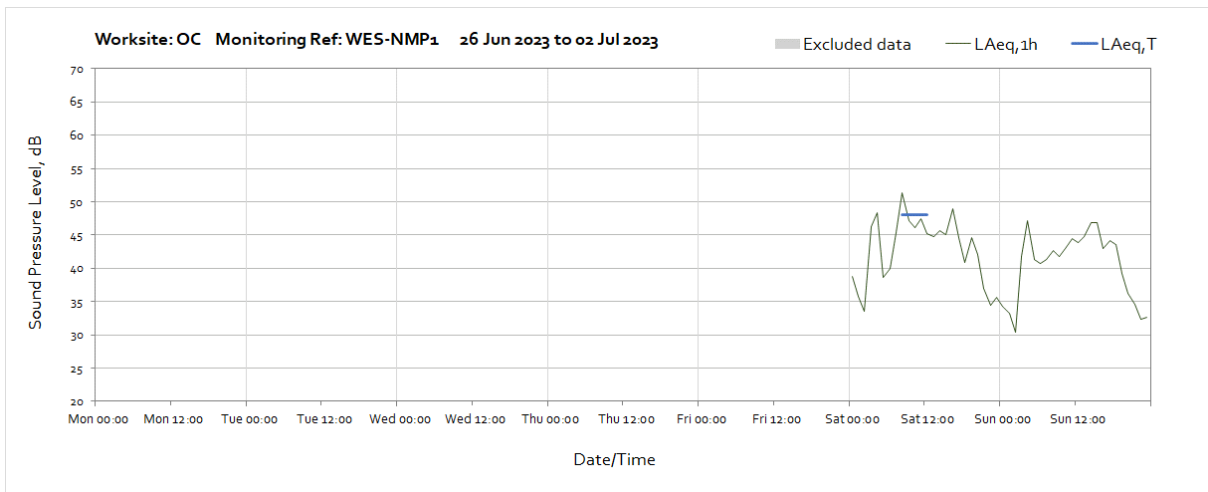 Worksite: OC Monitoring Ref: WES-NMP1 26 Jun 2023 to 02 Jul 2023
Excluded data LAeq,1h LAeq,T
70
65
60
55
50
45
40
35
30
25
20
Sound Pressure Level, dB
Mon 00:00 Mon 12:00 Tue 00:00 Tue 12:00 Wed 00:00 Wed 12:00 Thu 00:00 Thu 12:00 Fri 00:00 Fri 12:00 Sat 00:00 Sat 12:00 Sun 00:00 Sun 12:00
Date/Time